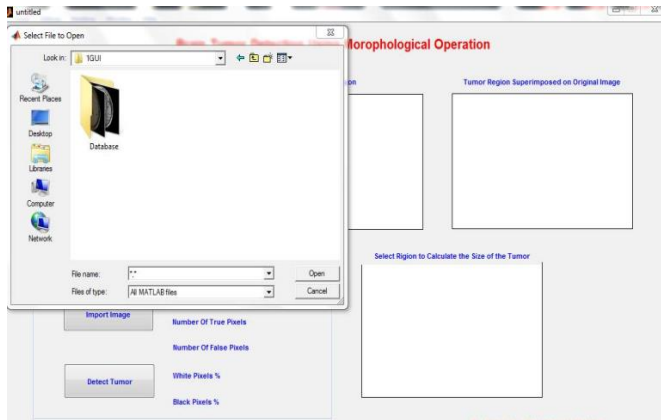 untitled
Select File to Open
Morophological Operation
Look in:
1GUI
on
Tumor Region Superimposed on Original Image
Recent Places
Desktop
Database
Libraries
Computer
Network
Select Rigion to Calculate the Size of the Tumor
File name:
*.*
Open
Files of type:
All MATLAB files
Cancel
Import Image
Number Of True Pixels
Number Of False Pixels
Detect Tumor
White Pixels %
Black Pixels %